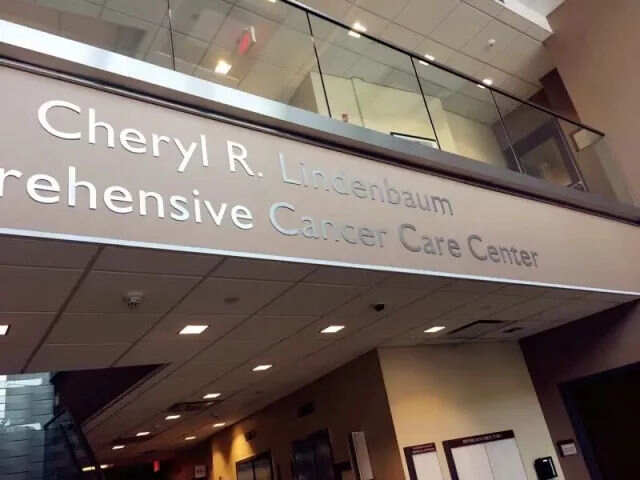 Cheryl R. Lindenbaum
rehensive Cancer Care Center